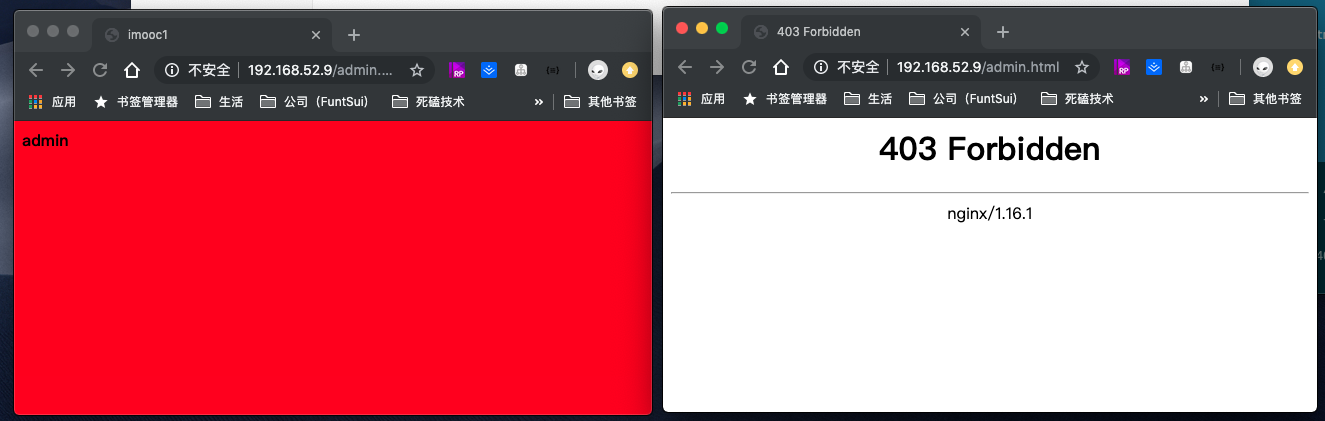 imooc1
不安全 192.168.52.9/admin....
RP
应用 书签管理器 生活 公司（FuntSui） 死磕技术 » 其他书签
admin
403 Forbidden
不安全 192.168.52.9/admin.html
RP
应用 书签管理器 生活 公司（FuntSui） 死磕技术 » 其他书签
403 Forbidden
nginx/1.16.1